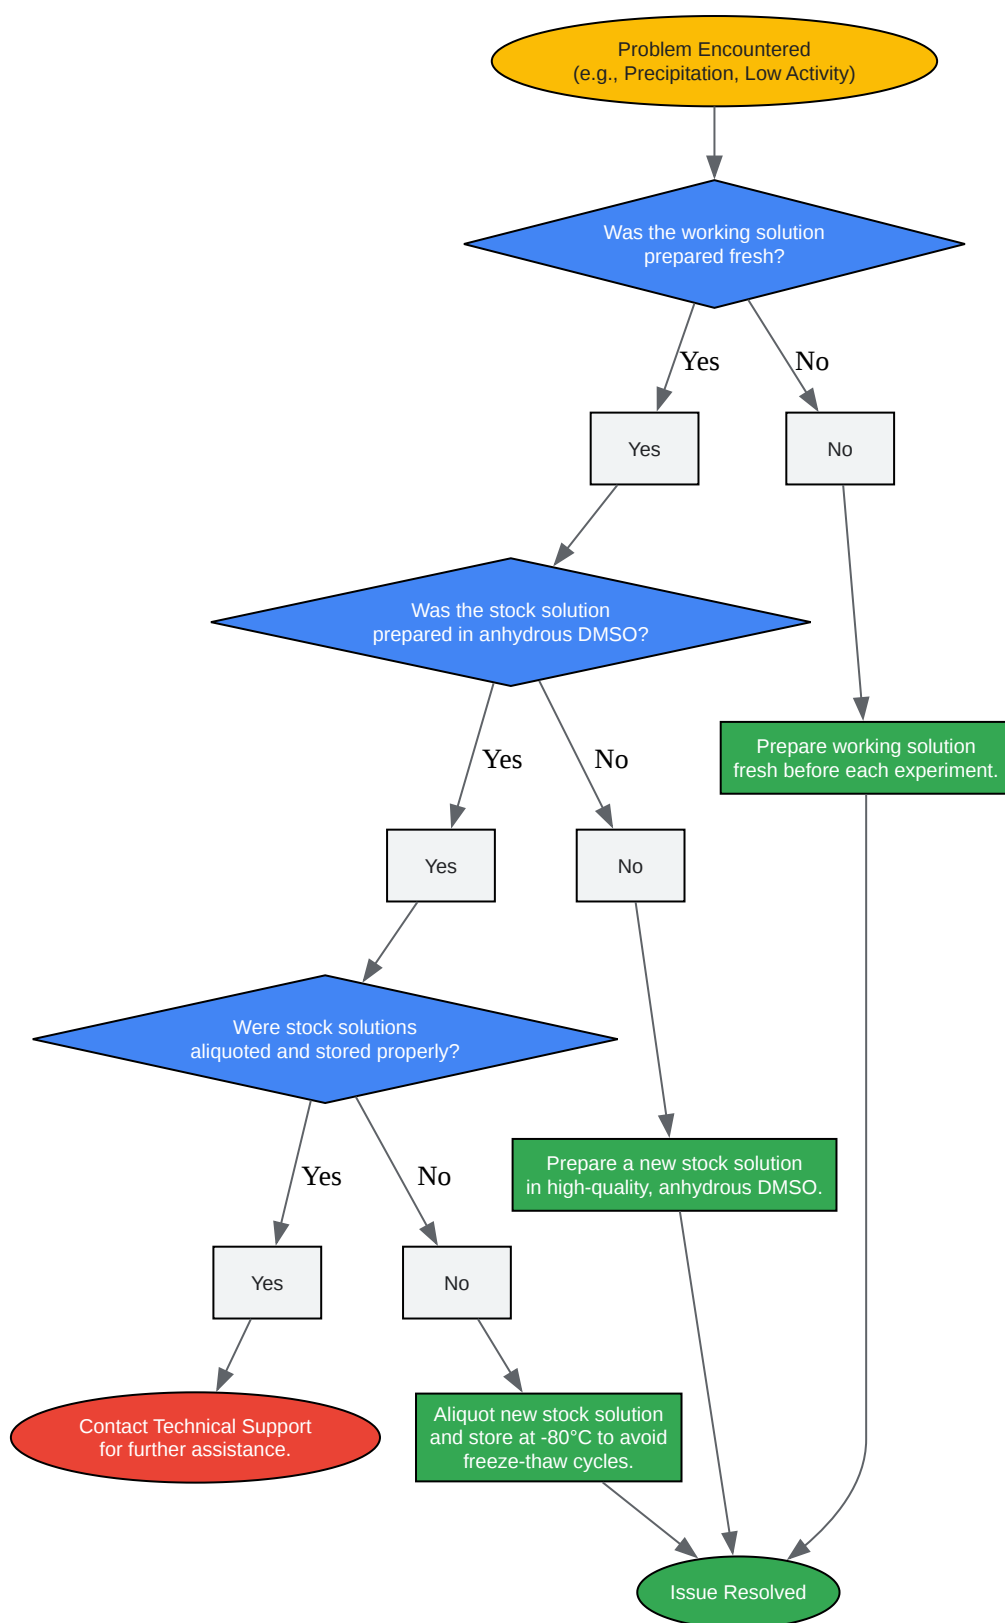 Problem Encountered
(e.g., Precipitation, Low Activity)
Was the working solution
prepared fresh?
Yes
No
Yes
No
Was the stock solution
prepared in anhydrous DMSO?
Prepare working solution
fresh before each experiment.
Yes
No
Yes
No
Were stock solutions
aliquoted and stored properly?
Prepare a new stock solution
in high-quality, anhydrous DMSO.
Yes
No
Yes
No
Contact Technical Support
for further assistance.
Aliquot new stock solution
and store at -80°C to avoid
freeze-thaw cycles.
Issue Resolved